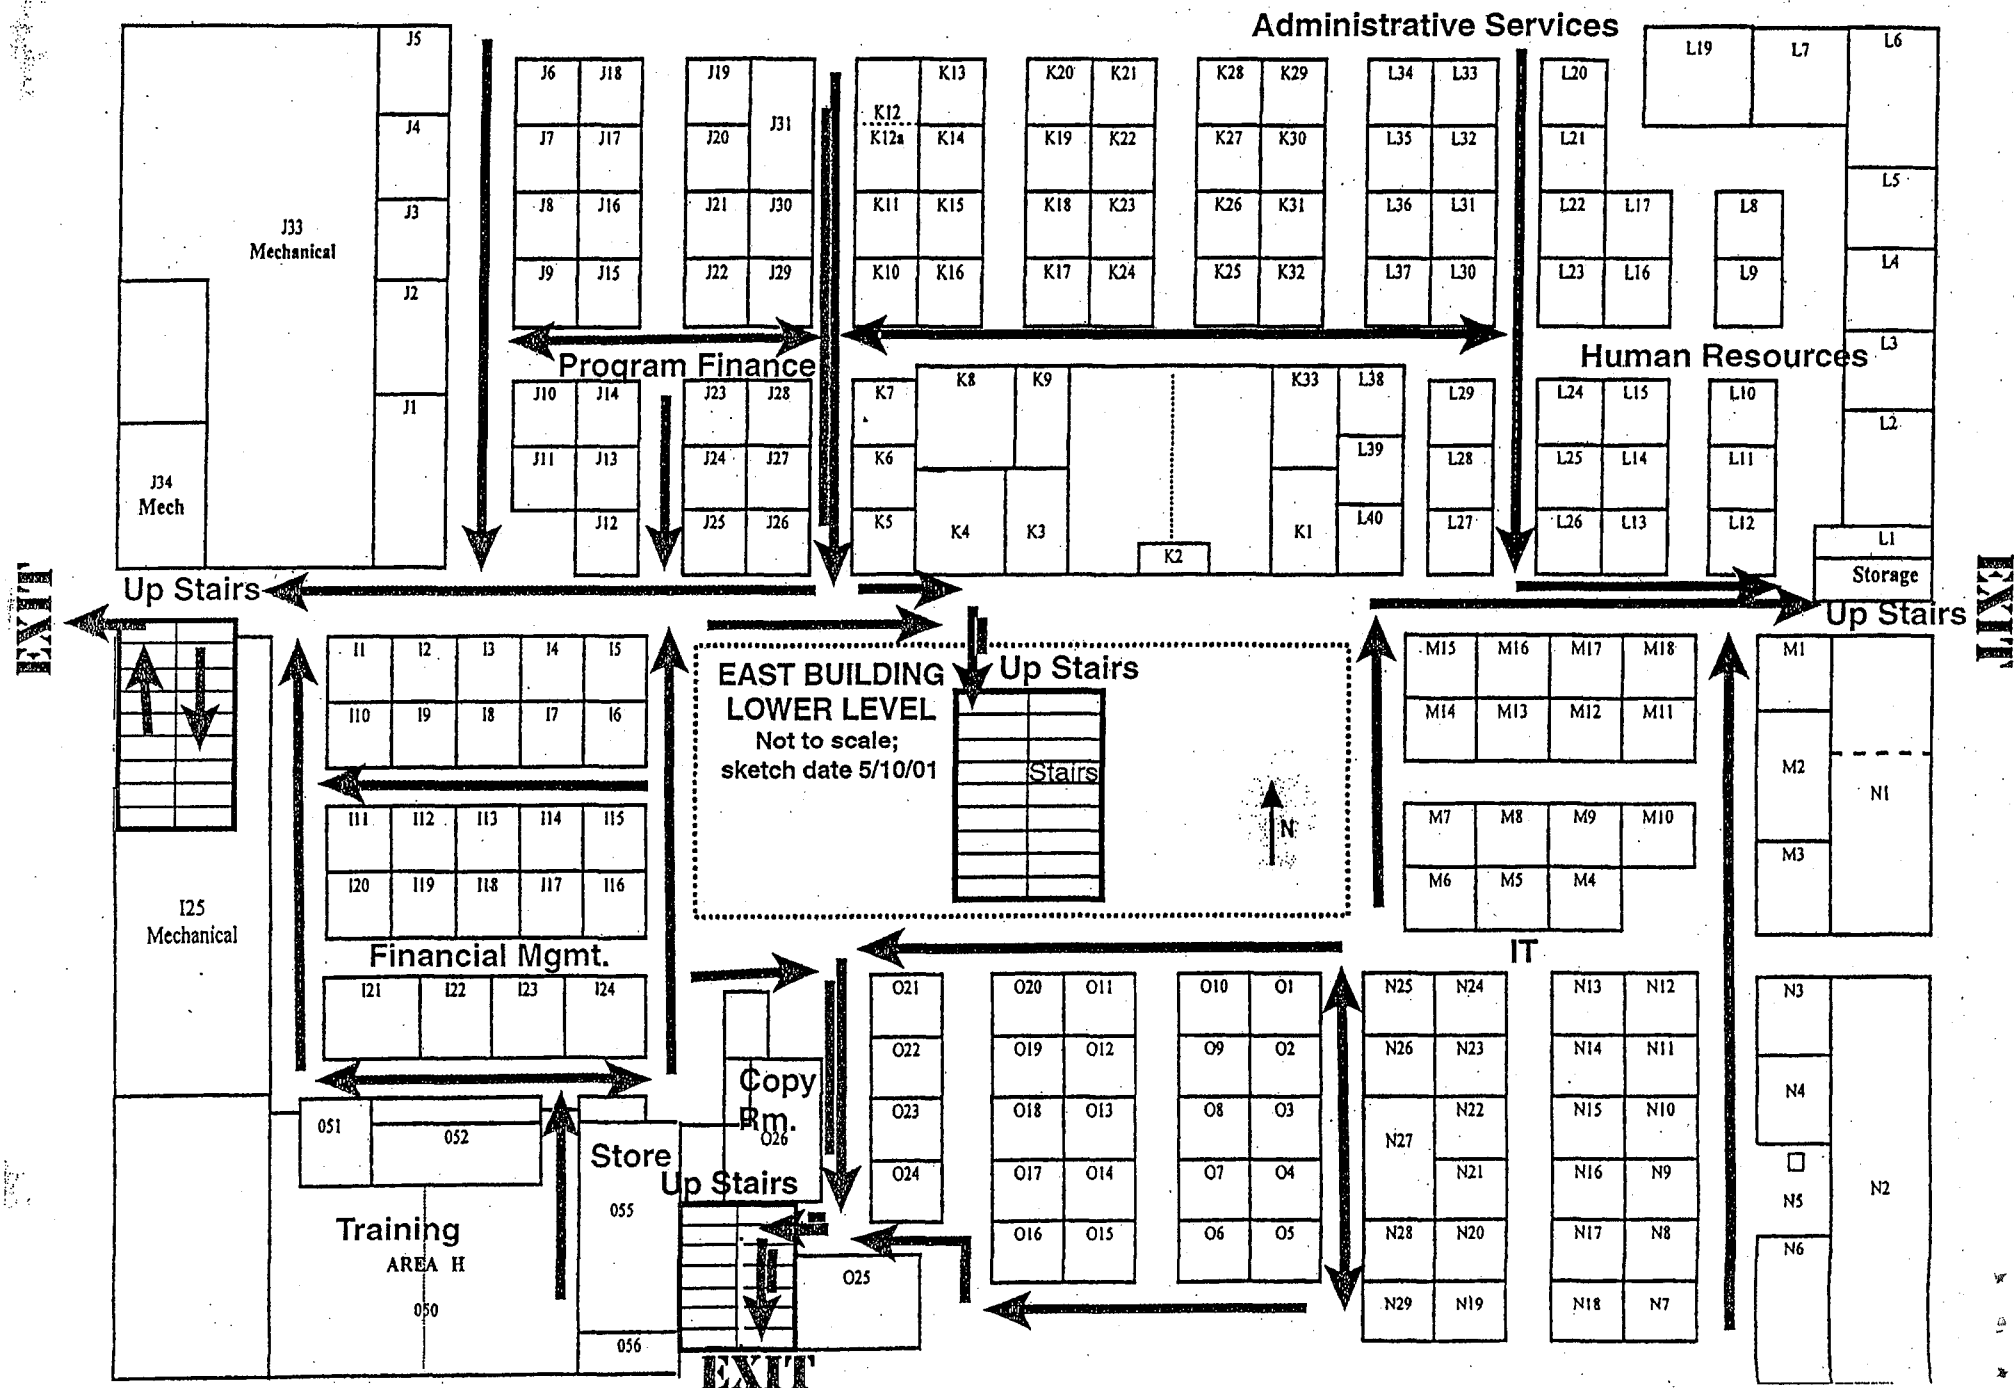 Administrative Services
J5
J6 J18
J19
J31
K13
K12
K20 K21
K28 K29
L34 L33
L20
L19 L7 L6
J4
J7 J17
J20
K12a K14
K19 K22
K27 K30
L35 L32
L21
J33
Mechanical
J3
J8 J16
J21 J30
K11 K15
K18 K23
K26 K31
L36 L31
L22 L17
L8
L5
J2
J9 J15
J22 J29
K10 K16
K17 K24
K25 K32
L37 L30
L23 L16
L9
L4
Program Finance
Human Resources
L3
J1
J10 J14
J23 J28
K7
K8 K9
K33 L38
L29
L24 L15
L10
L2
J34
Mech
J11 J13
J24 J27
K6
L39
L28
L25 L14
L11
J12
J25 J26
K5
K4 K3
K2
K1
L40
L27
L26 L13
L12
L1
Storage
EXIT
Up Stairs
Up Stairs
EXIT
I1 I2 I3 I4 I5
I10 I9 I8 I7 I6
EAST BUILDING
LOWER LEVEL
Not to scale;
sketch date 5/10/01
Up Stairs
Stairs
N
M15 M16 M17 M18
M14 M13 M12 M11
M1
M2
N1
I11 I12 I13 I14 I15
I20 I19 I18 I17 I16
M7 M8 M9 M10
M6 M5 M4
M3
I25
Mechanical
Financial Mgmt.
IT
I21 I22 I23 I24
O21
O20 O11
O10 O1
N25 N24
N13 N12
N3
O22
O19 O12
O9 O2
N26 N23
N14 N11
Copy
Rm.
O26
N4
051
052
O23
O18 O13
O8 O3
N27
N22
N15 N10
Store
Up Stairs
O24
O17 O14
O7 O4
N21
N16 N9
N5
N2
055
Training
AREA H
050
O16 O15
O6 O5
N28 N20
N17 N8
N6
O25
N29 N19
N18 N7
056
EXIT